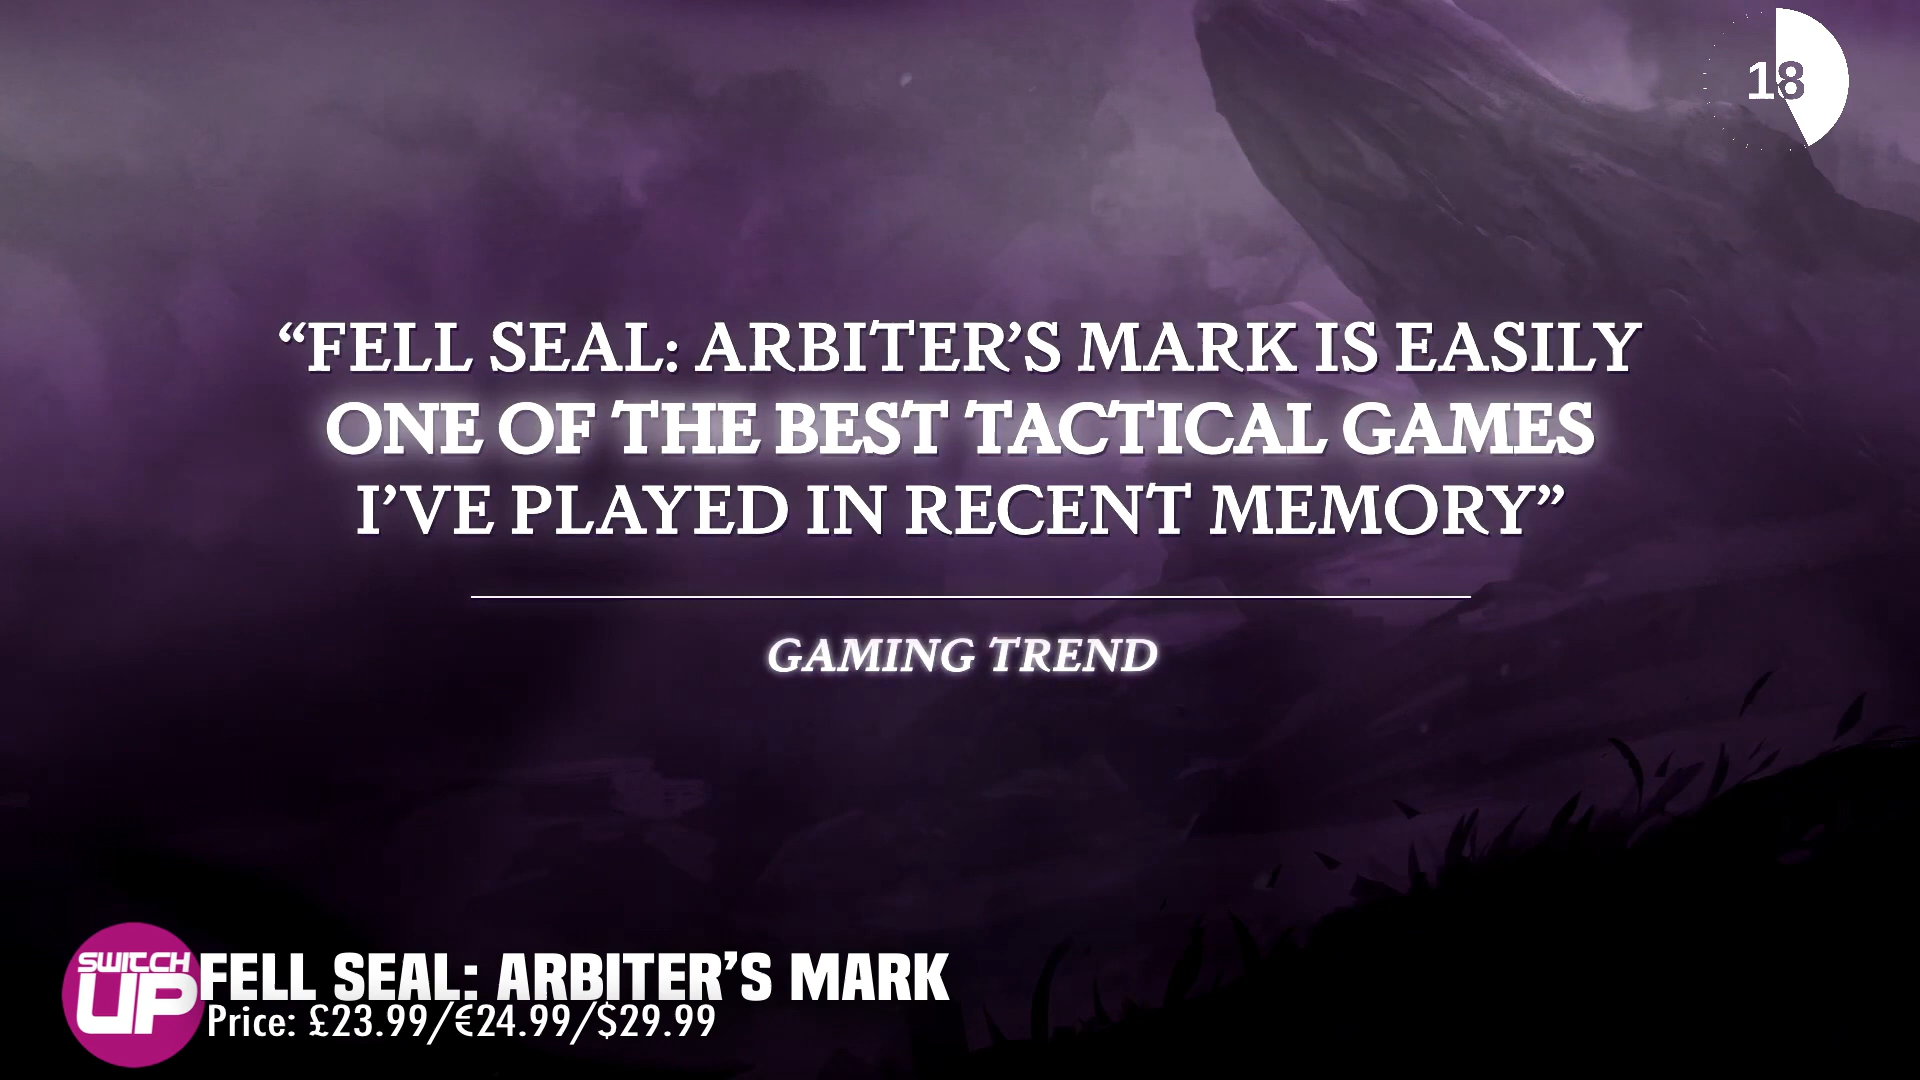 18
“FELL SEAL: ARBITER’S MARK IS EASILY
ONE OF THE BEST TACTICAL GAMES
I’VE PLAYED IN RECENT MEMORY”
GAMING TREND
SWITCH
UP
FELL SEAL: ARBITER’S MARK
Price: £23.99/€24.99/$29.99